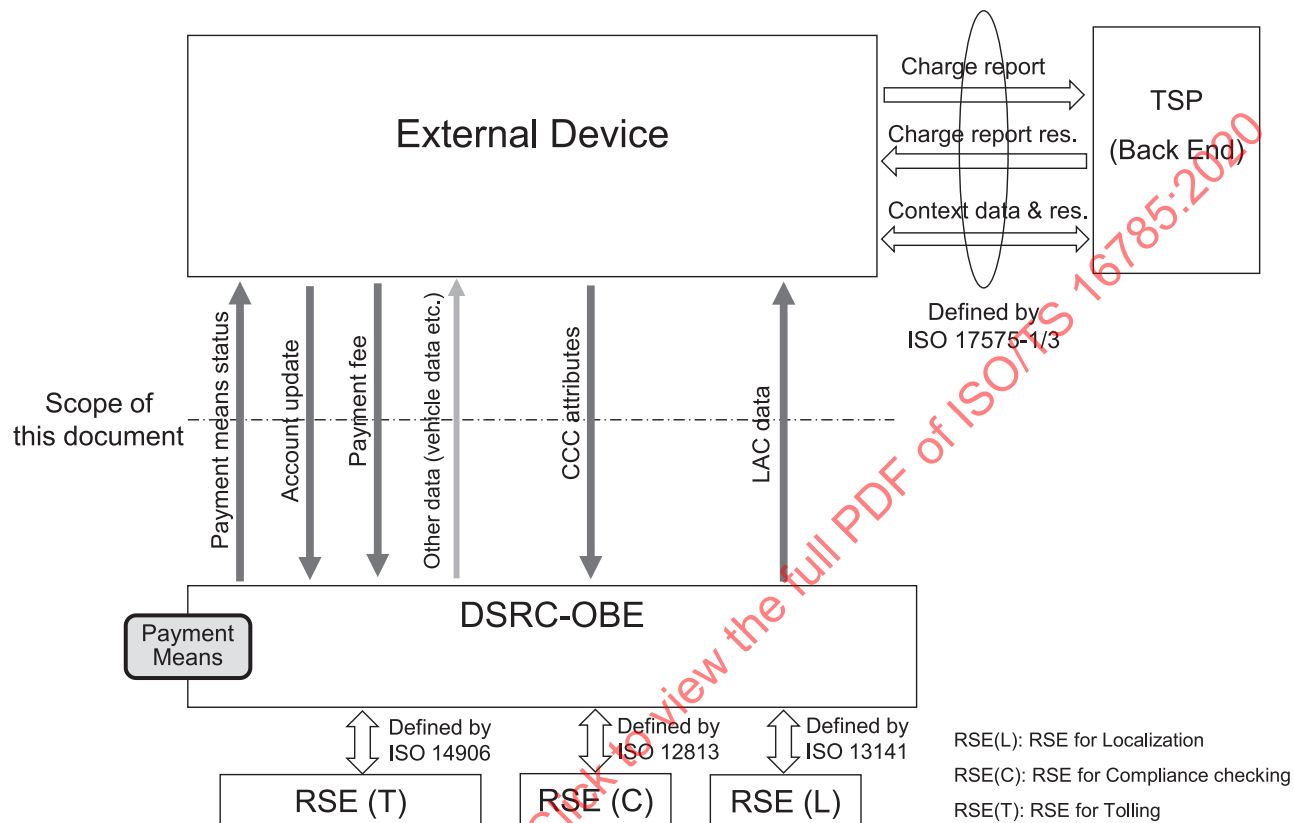 External Device
Charge report
Charge report res.
Context data & res.
TSP
(Back End)
Defined by
ISO 17575-1/3
Scope of
this document
Payment means status
Account update
Payment fee
Other data (vehicle data etc.)
CCC attributes
LAC data
DSRC-OBE
Payment
Means
Defined by
ISO 14906
Defined by
ISO 12813
Defined by
ISO 13141
RSE (T)
RSE (C)
RSE (L)
RSE(L): RSE for Localization
RSE(C): RSE for Compliance checking
RSE(T): RSE for Tolling
Click to view the full PDF of ISO/TS 16785:2020